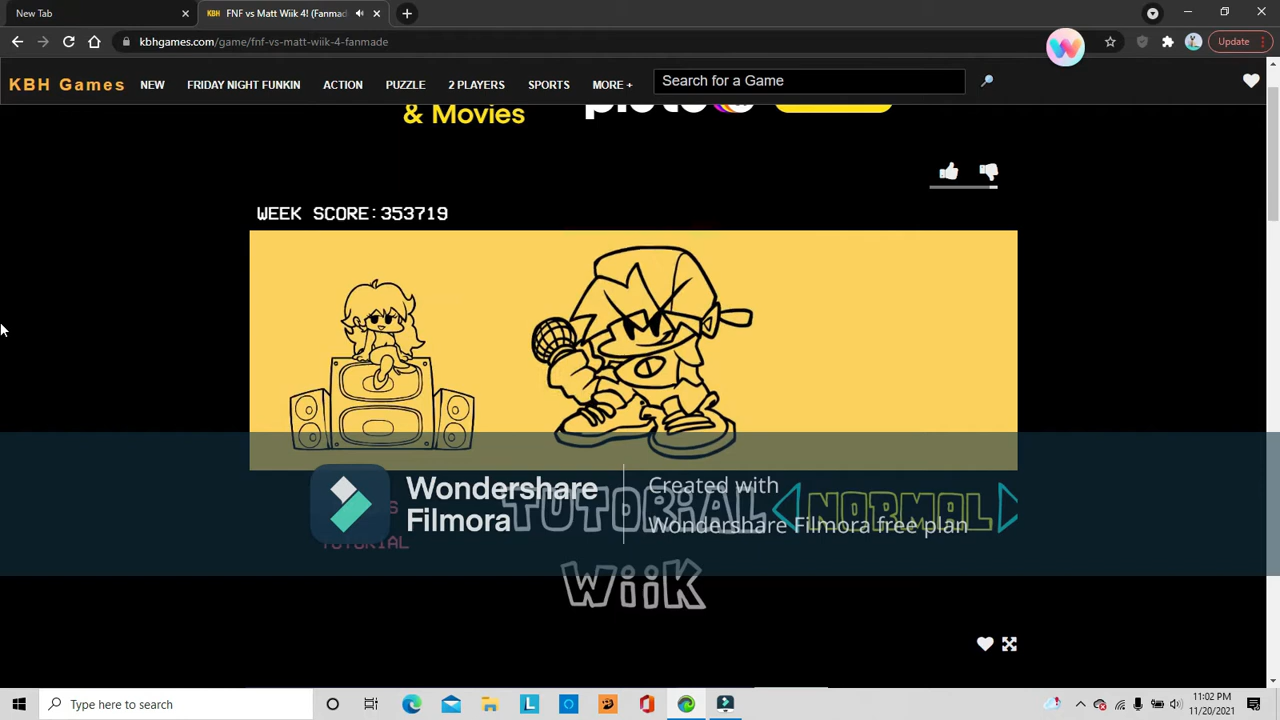 New Tab
KBH FNF vs Matt Wiik 4! (Fanmad
kbhgames.com/game/fnf-vs-matt-wiik-4-fanmade
Update
KBH Games NEW FRIDAY NIGHT FUNKIN ACTION PUZZLE 2 PLAYERS SPORTS MORE + Search for a Game
& Movies
WEEK SCORE:353719
Wondershare
Filmora
Created with
Wondershare Filmora free plan
TUTORIAL NORMAL
TUTORIAL
WiiK
Type here to search
11:02 PM
11/20/2021